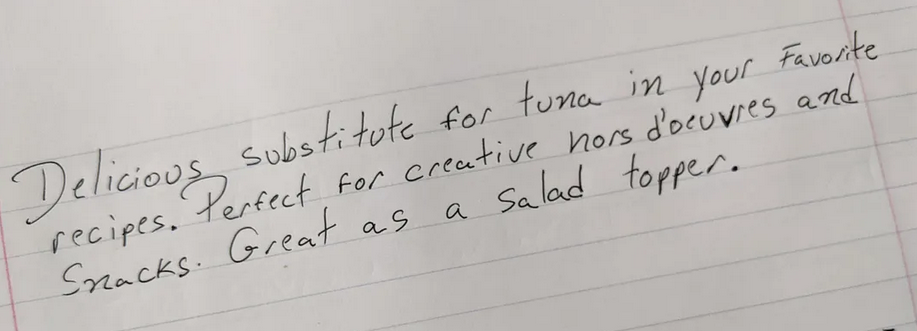 Delicious substitute for tuna in your Favorite
recipes. Perfect for creative hors d'oeuvres and
Snacks. Great as a salad topper.